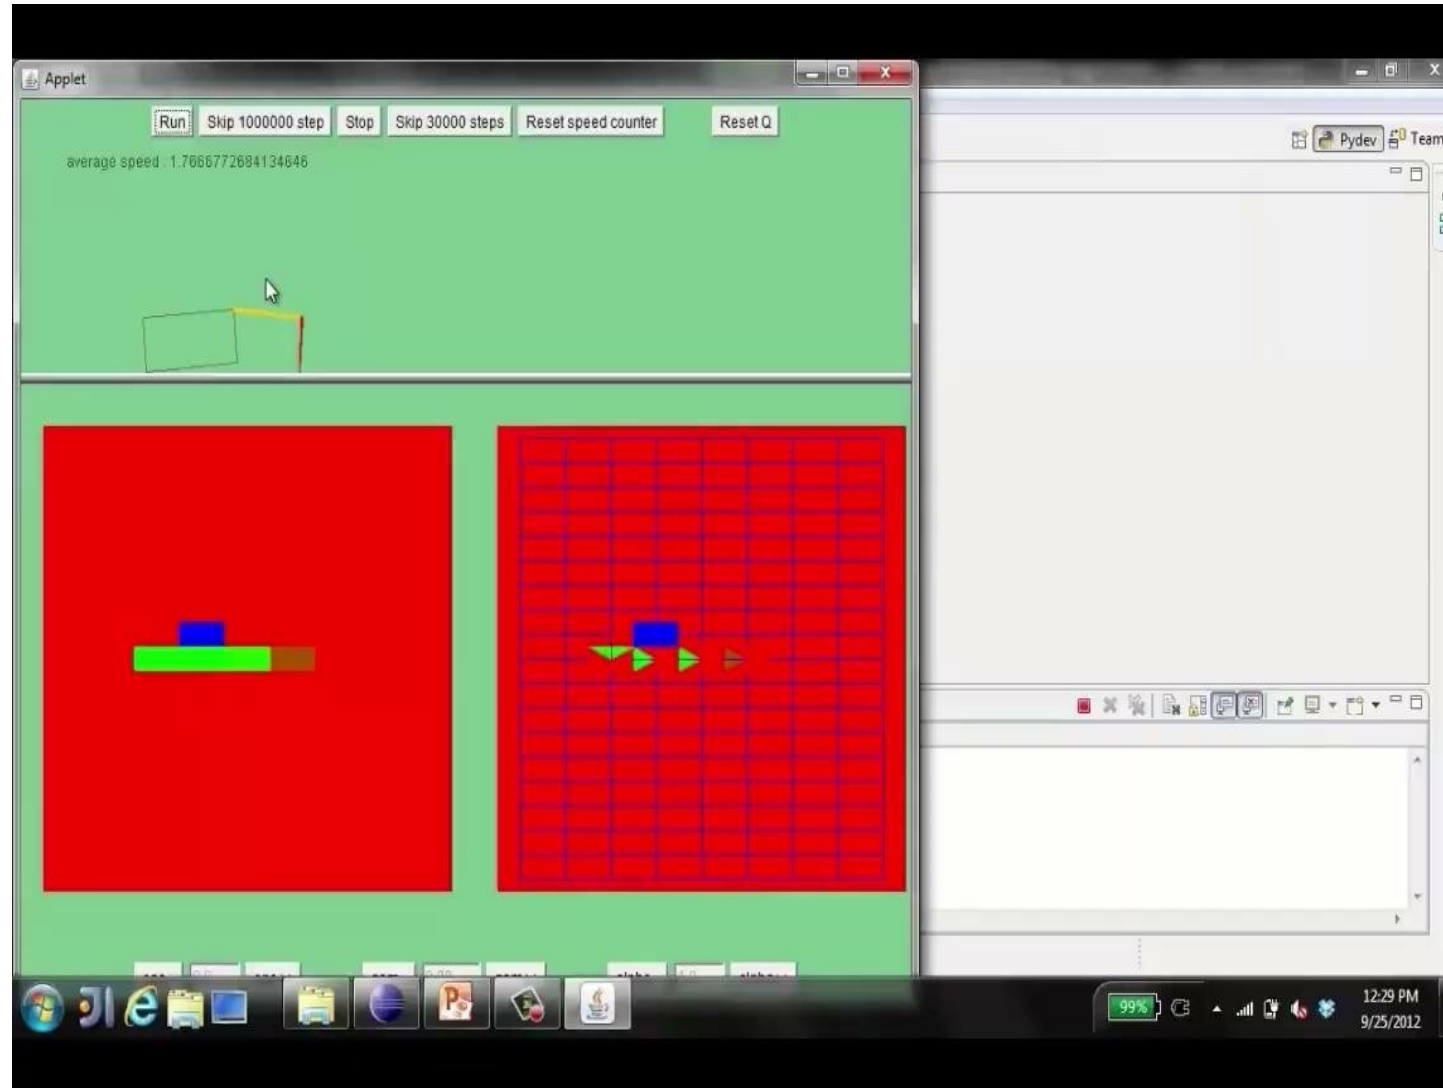 Applet
Run Skip 1000000 step Stop Skip 30000 steps Reset speed counter Reset Q
Pydev Team
average speed : 1.7666772684134646
99% 12:29 PM
9/25/2012